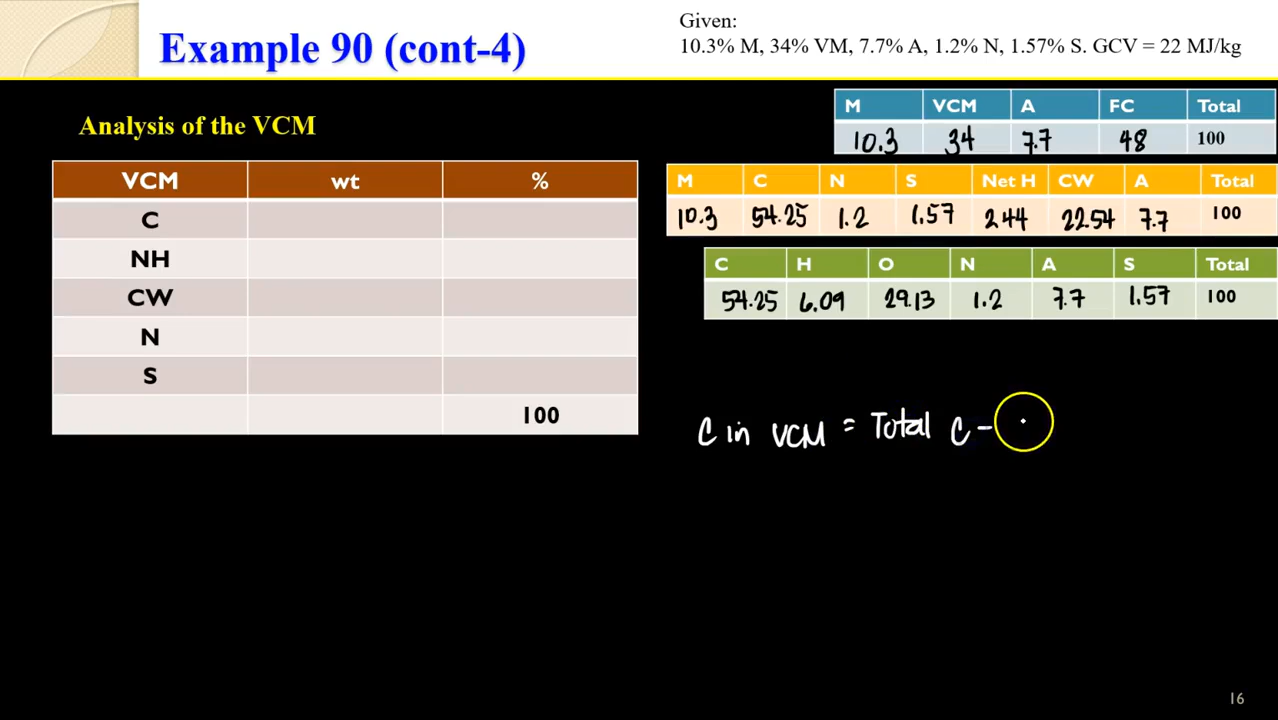 Example 90 (cont-4)
Given:
10.3% M, 34% VM, 7.7% A, 1.2% N, 1.57% S. GCV = 22 MJ/kg
Analysis of the VCM
VCM wt %
C
NH
CW
N
S
100
M VCM A FC Total
10.3 34 7.7 48 100
M C N S Net H CW A Total
10.3 54.25 1.2 1.57 2.44 22.54 7.7 100
C H O N A S Total
54.25 6.09 29.13 1.2 7.7 1.57 100
C in VCM = Total C -
16